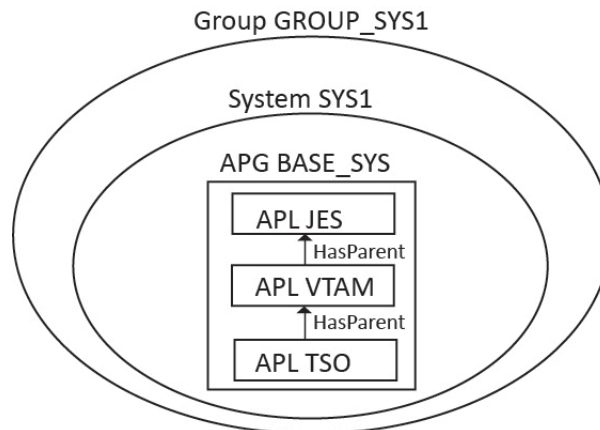 Group GROUP_SYS1
System SYS1
APG BASE_SYS
APL JES
HasParent
APL VTAM
HasParent
APL TSO